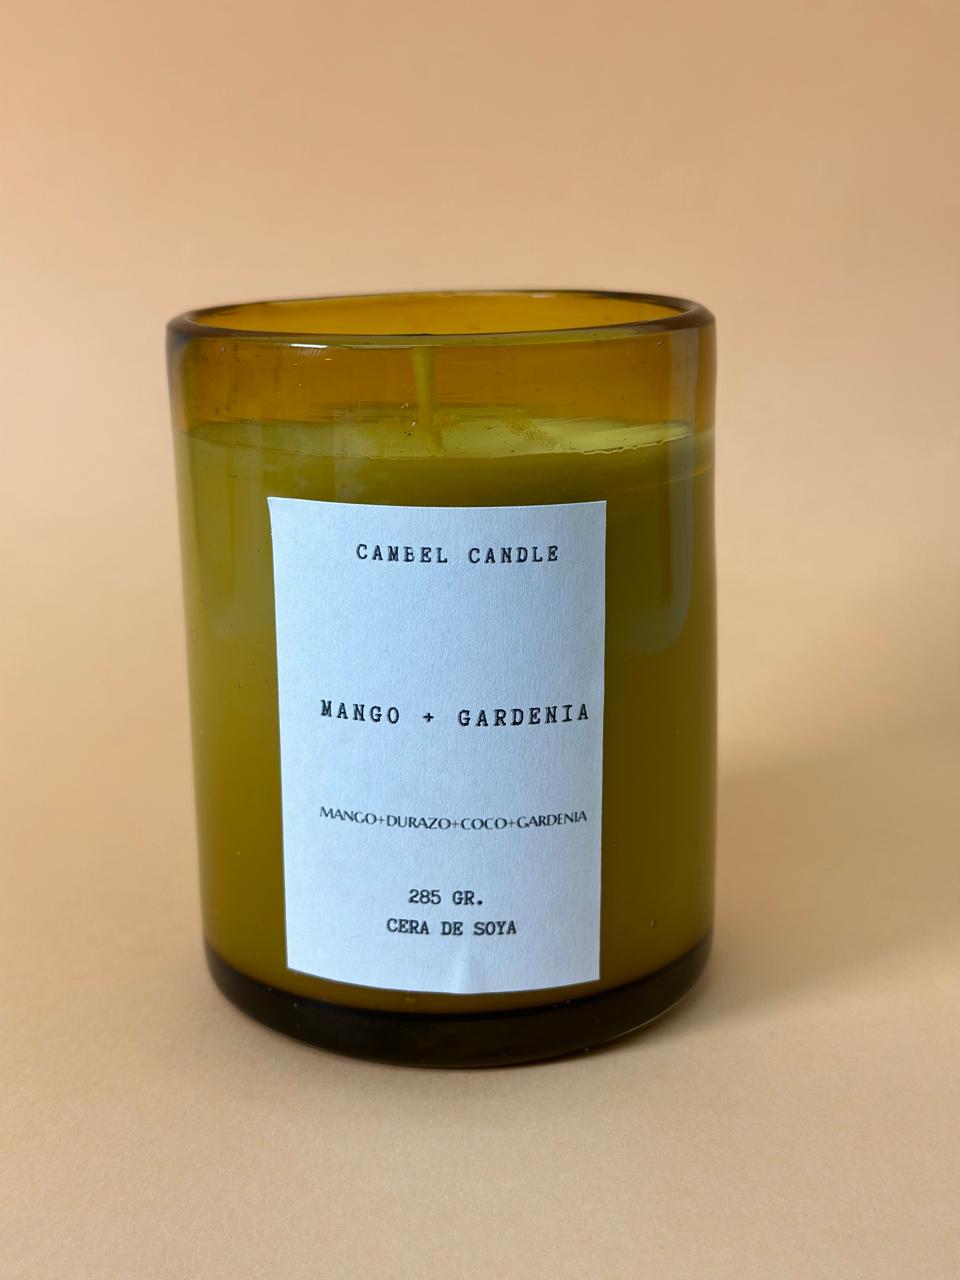 CAMBEL CANDLE
MANGO + GARDENIA
MANGO+DURAZO+COCO+GARDENIA
285 GR.
CERA DE SOYA